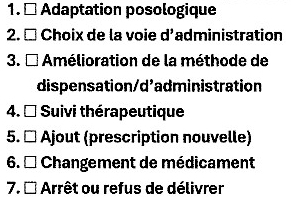 1. ☐ Adaptation posologique
2. ☐ Choix de la voie d'administration
3. ☐ Amélioration de la méthode de
dispensation/d'administration
4. ☐ Suivi thérapeutique
5. ☐ Ajout (prescription nouvelle)
6. ☐ Changement de médicament
7. ☐ Arrêt ou refus de délivrer